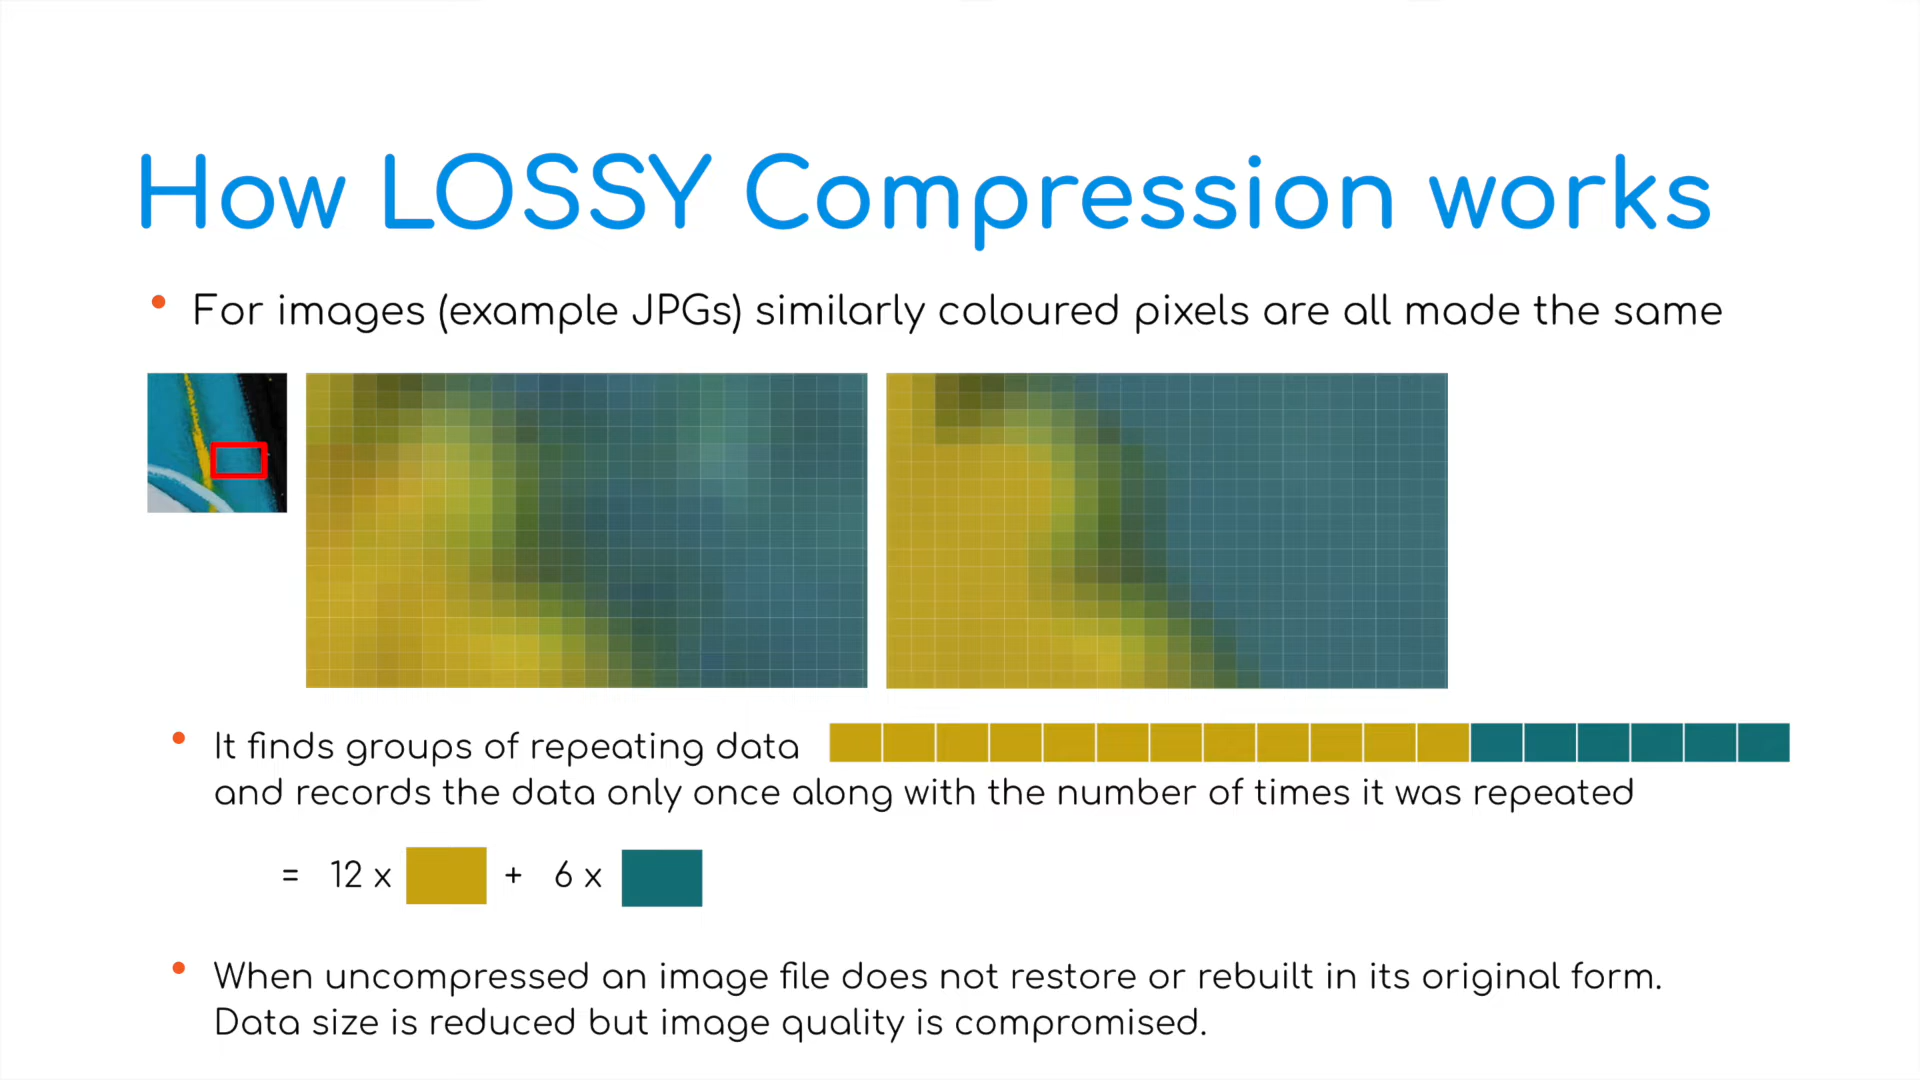 How LOSSY Compression works
For images (example JPGs) similarly coloured pixels are all made the same
It finds groups of repeating data
and records the data only once along with the number of times it was repeated
= 12 x + 6 x
When uncompressed an image file does not restore or rebuilt in its original form.
Data size is reduced but image quality is compromised.